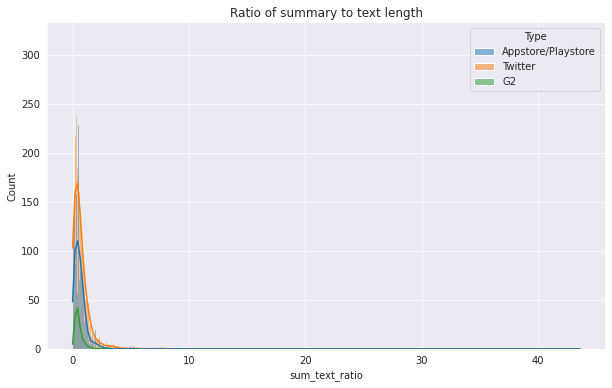 Ratio of summary to text length
Type
Appstore/Playstore
Twitter
G2
300
250
200
150
100
50
0
Count
0 10 20 30 40
sum_text_ratio